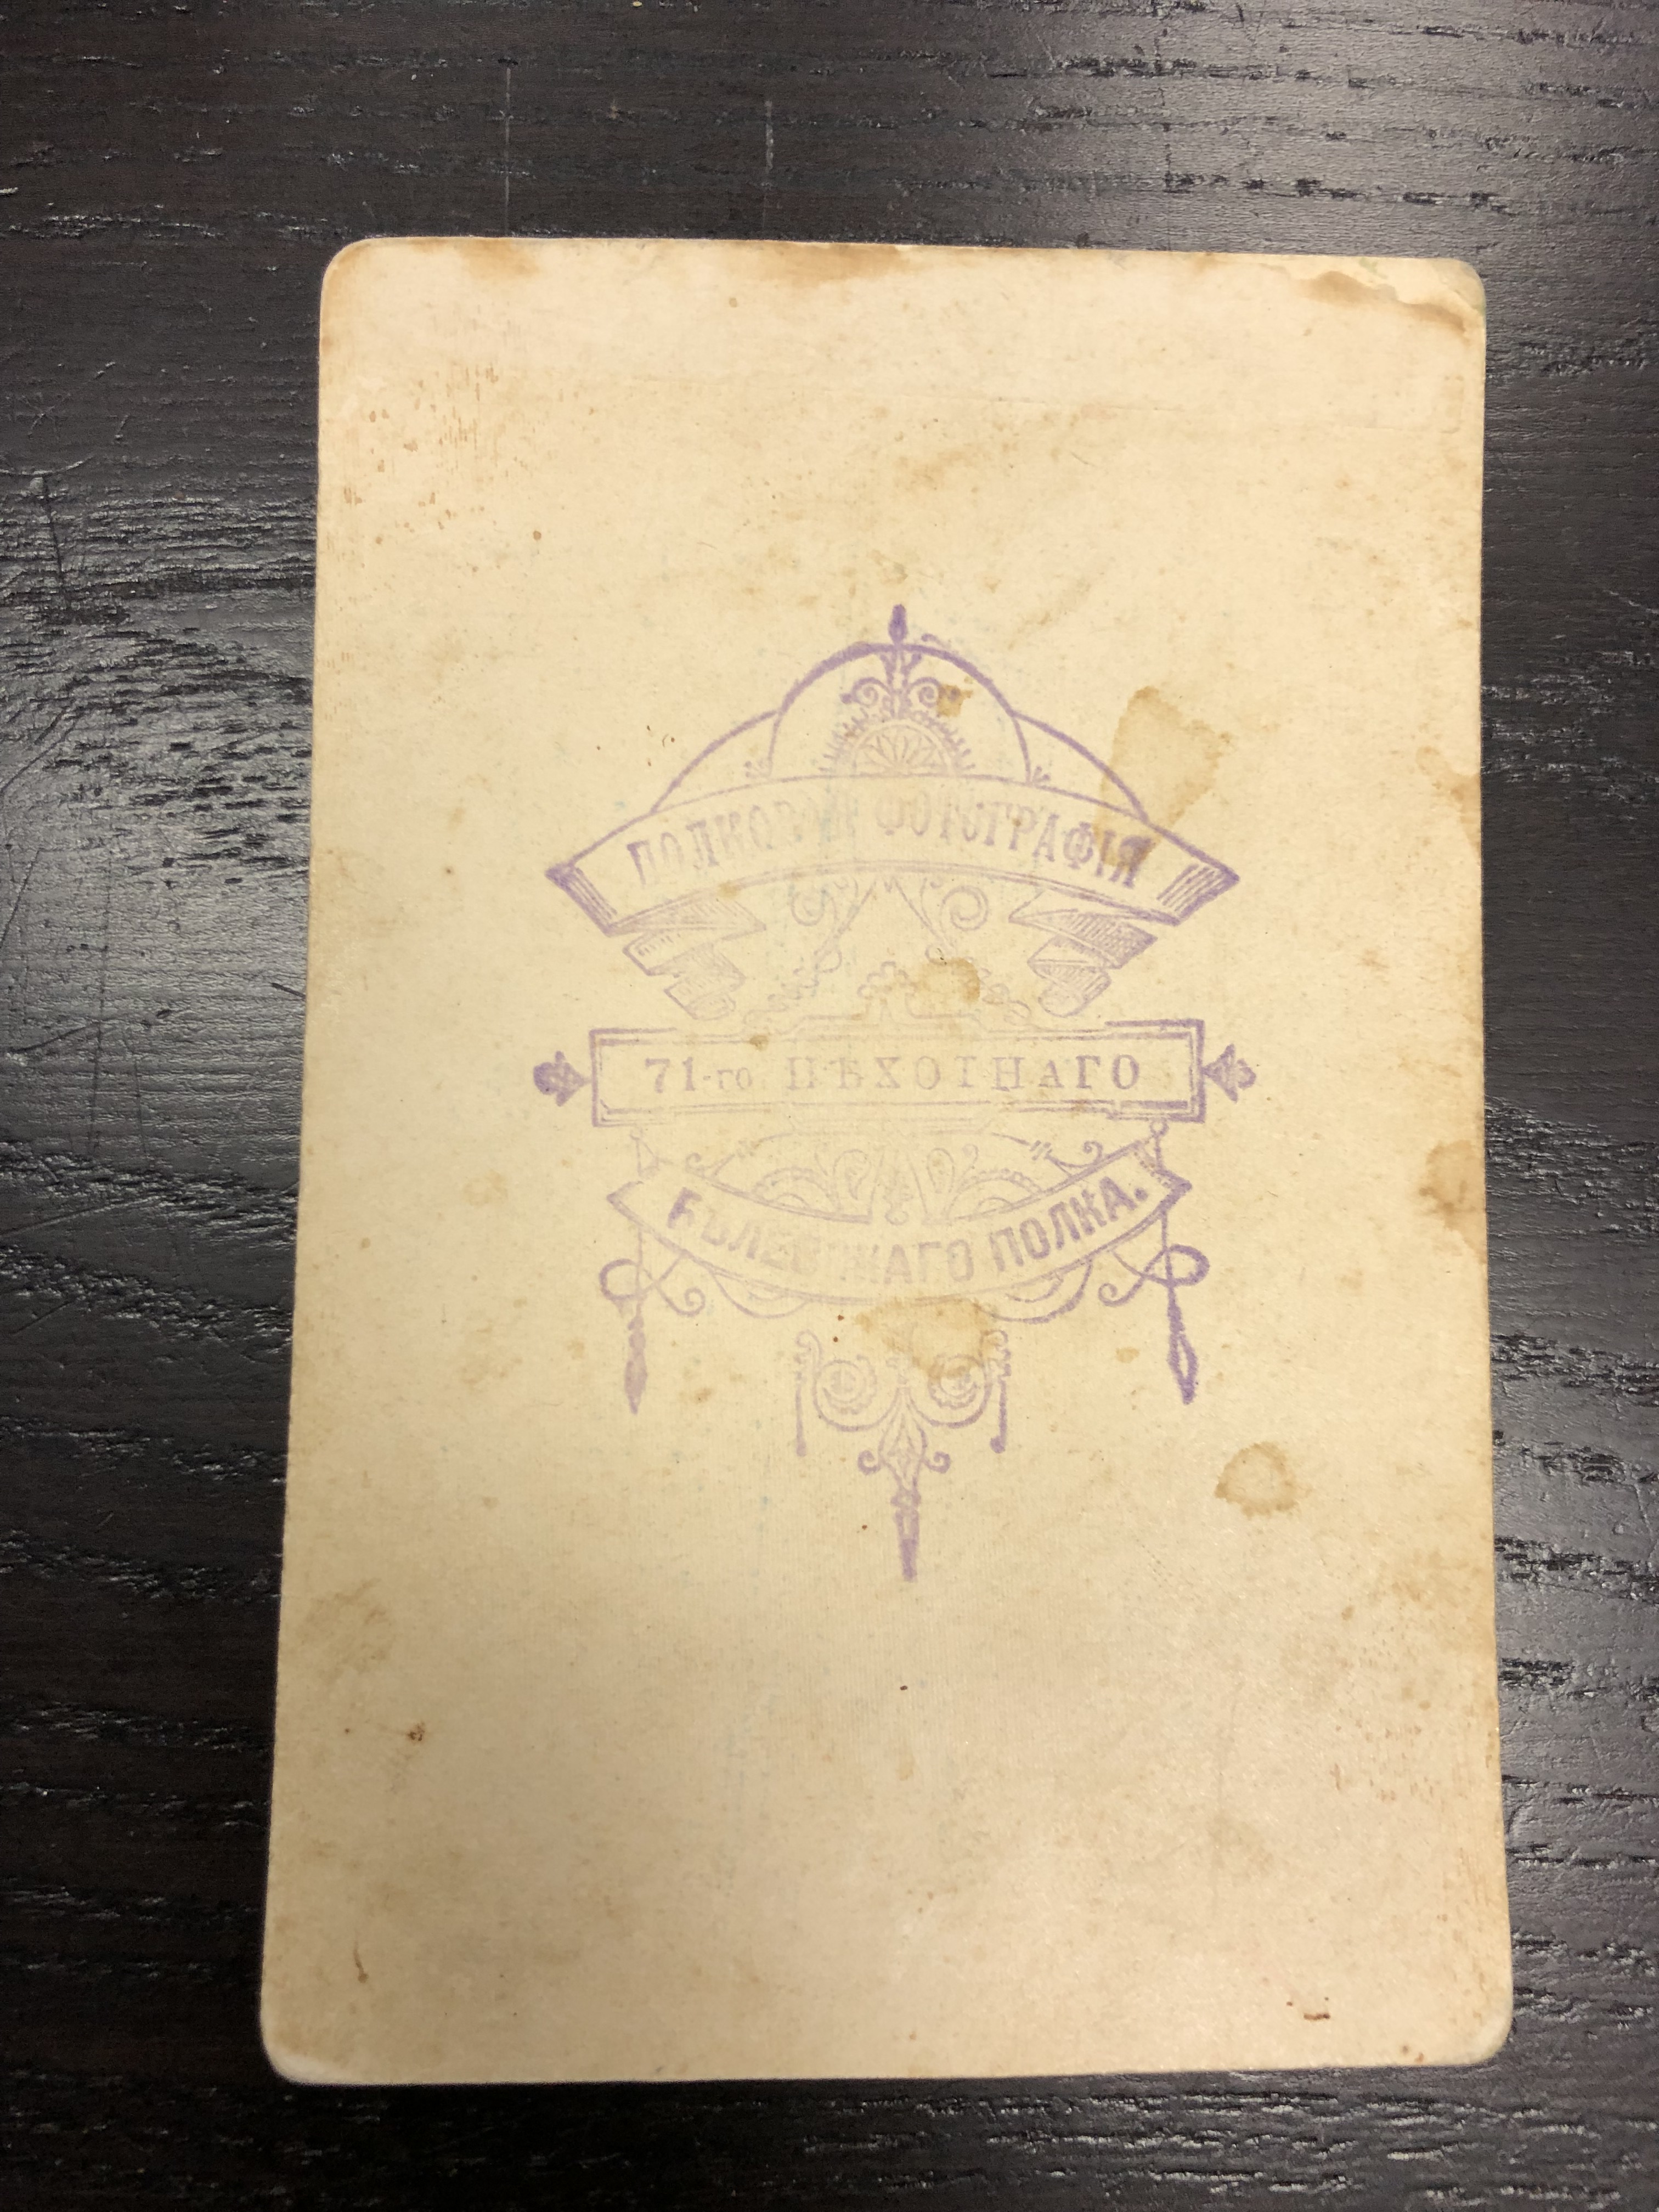 ПОЛКОВАЯ ФОТОГРАФІЯ
71-го ПѢХОТНАГО
БѢЛЕВСКАГО ПОЛКА.